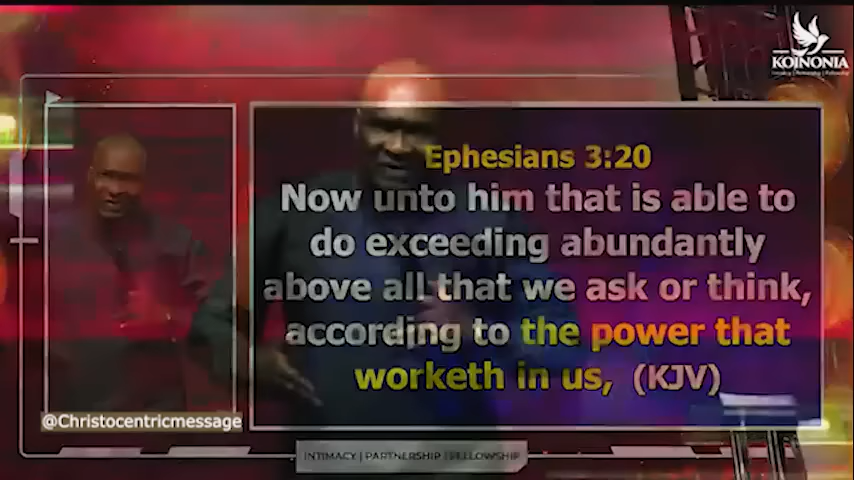 KOINONIA
Ephesians 3:20
Now unto him that is able to
do exceeding abundantly
above all that we ask or think,
according to the power that
worketh in us, (KJV)
@Christocentricmessage
INTIMACY | PARTNERSHIP | FELLOWSHIP